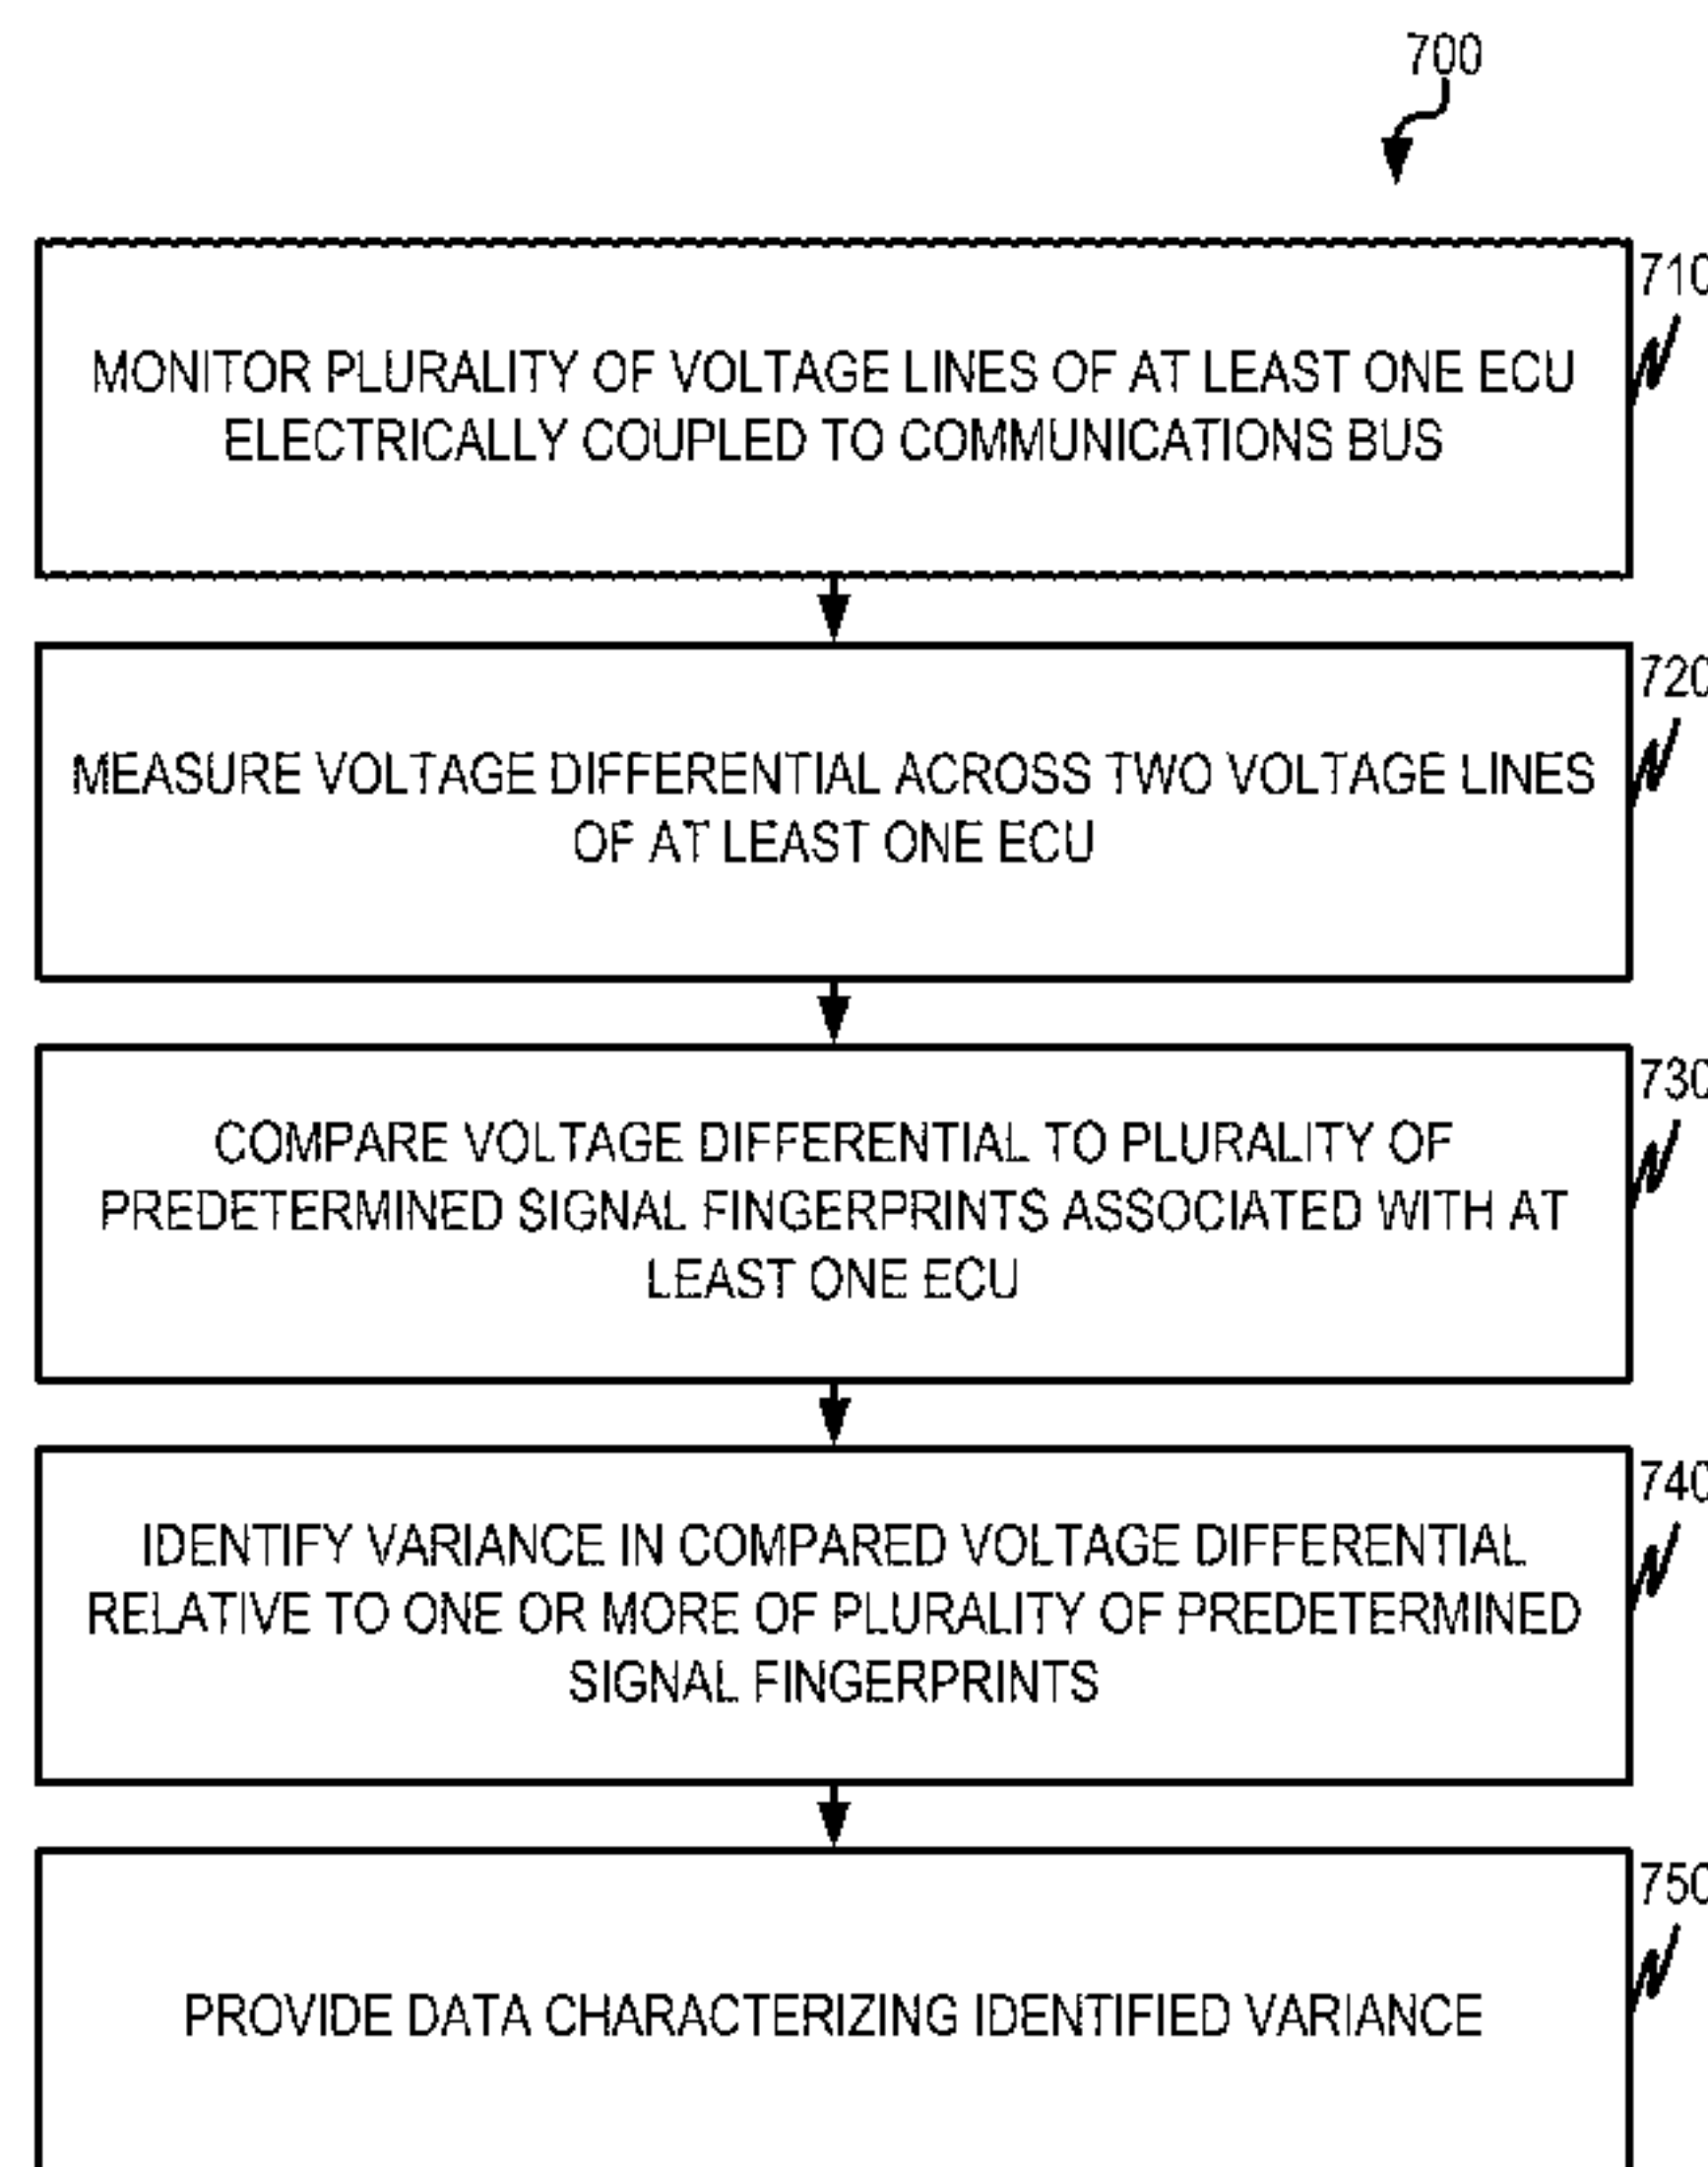 700
710
MONITOR PLURALITY OF VOLTAGE LINES OF AT LEAST ONE ECU
ELECTRICALLY COUPLED TO COMMUNICATIONS BUS
720
MEASURE VOLTAGE DIFFERENTIAL ACROSS TWO VOLTAGE LINES
OF AT LEAST ONE ECU
730
COMPARE VOLTAGE DIFFERENTIAL TO PLURALITY OF
PREDETERMINED SIGNAL FINGERPRINTS ASSOCIATED WITH AT
LEAST ONE ECU
740
IDENTIFY VARIANCE IN COMPARED VOLTAGE DIFFERENTIAL
RELATIVE TO ONE OR MORE OF PLURALITY OF PREDETERMINED
SIGNAL FINGERPRINTS
750
PROVIDE DATA CHARACTERIZING IDENTIFIED VARIANCE